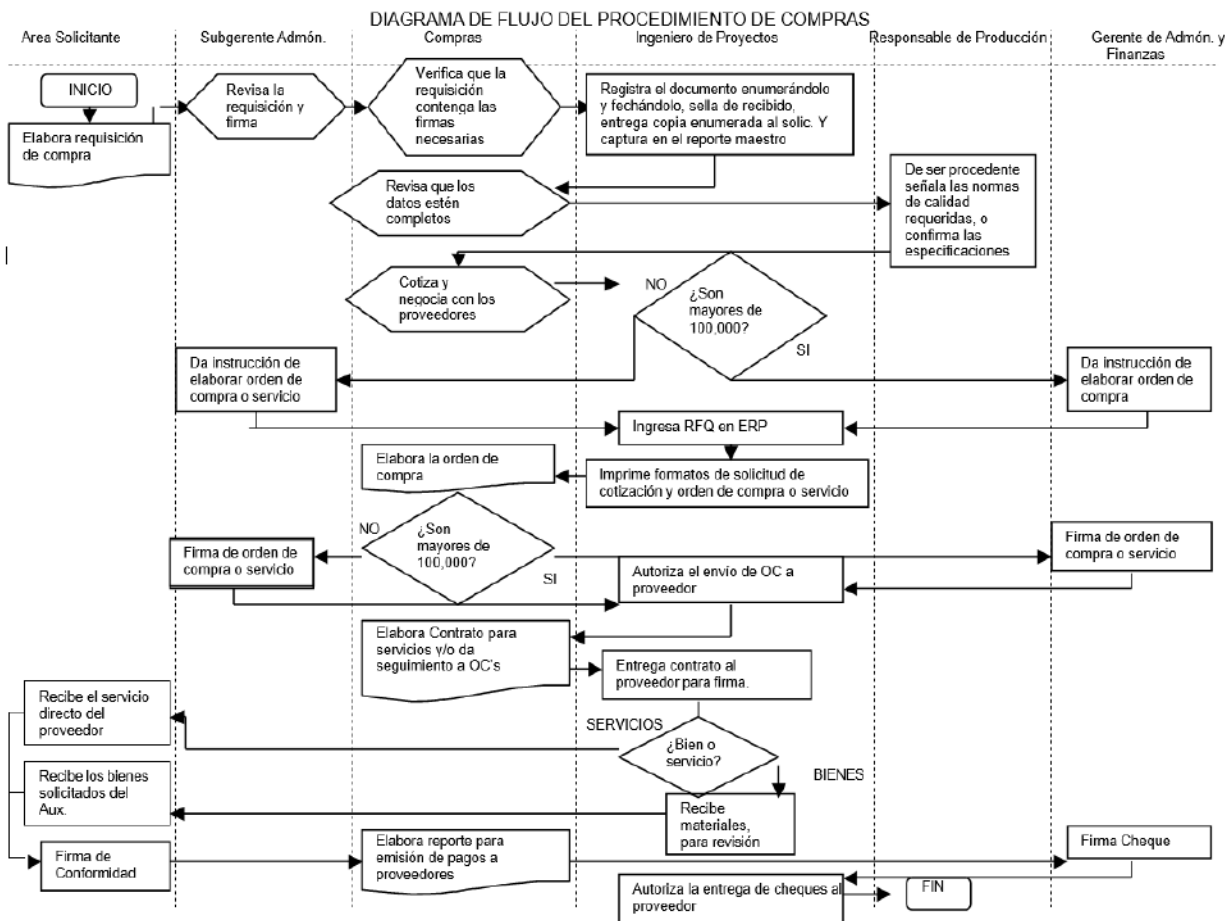 DIAGRAMA DE FLUJO DEL PROCEDIMIENTO DE COMPRAS
Area Solicitante
Subgerente Admón.
Compras
Ingeniero de Proyectos
Responsable de Producción
Gerente de Admón. y
Finanzas
INICIO
Elabora requisición
de compra
Revisa la
requisición y
firma
Verifica que la
requisición
contenga las
firmas
necesarias
Registra el documento enumerándolo
y fechándolo, sella de recibido,
entrega copia enumerada al solic. Y
captura en el reporte maestro
Revisa que los
datos estén
completos
De ser procedente
señala las normas
de calidad
requeridas, o
confirma las
especificaciones
Cotiza y
negocia con los
proveedores
NO
¿Son
mayores de
100,000?
SI
Da instrucción de
elaborar orden de
compra o servicio
Da instrucción de
elaborar orden de
compra
Ingresa RFQ en ERP
Elabora la orden de
compra
Imprime formatos de solicitud de
cotización y orden de compra o servicio
NO
¿Son
mayores de
100,000?
SI
Firma de orden de
compra o servicio
Firma de orden de
compra o servicio
Autoriza el envío de OC a
proveedor
Elabora Contrato para
servicios y/o da
seguimiento a OC's
Entrega contrato al
proveedor para firma.
Recibe el servicio
directo del
proveedor
SERVICIOS
¿Bien o
servicio?
BIENES
Recibe los bienes
solicitados del
Aux.
Recibe
materiales,
para revisión
Firma de
Conformidad
Elabora reporte para
emisión de pagos a
proveedores
Firma Cheque
Autoriza la entrega de cheques al
proveedor
FIN